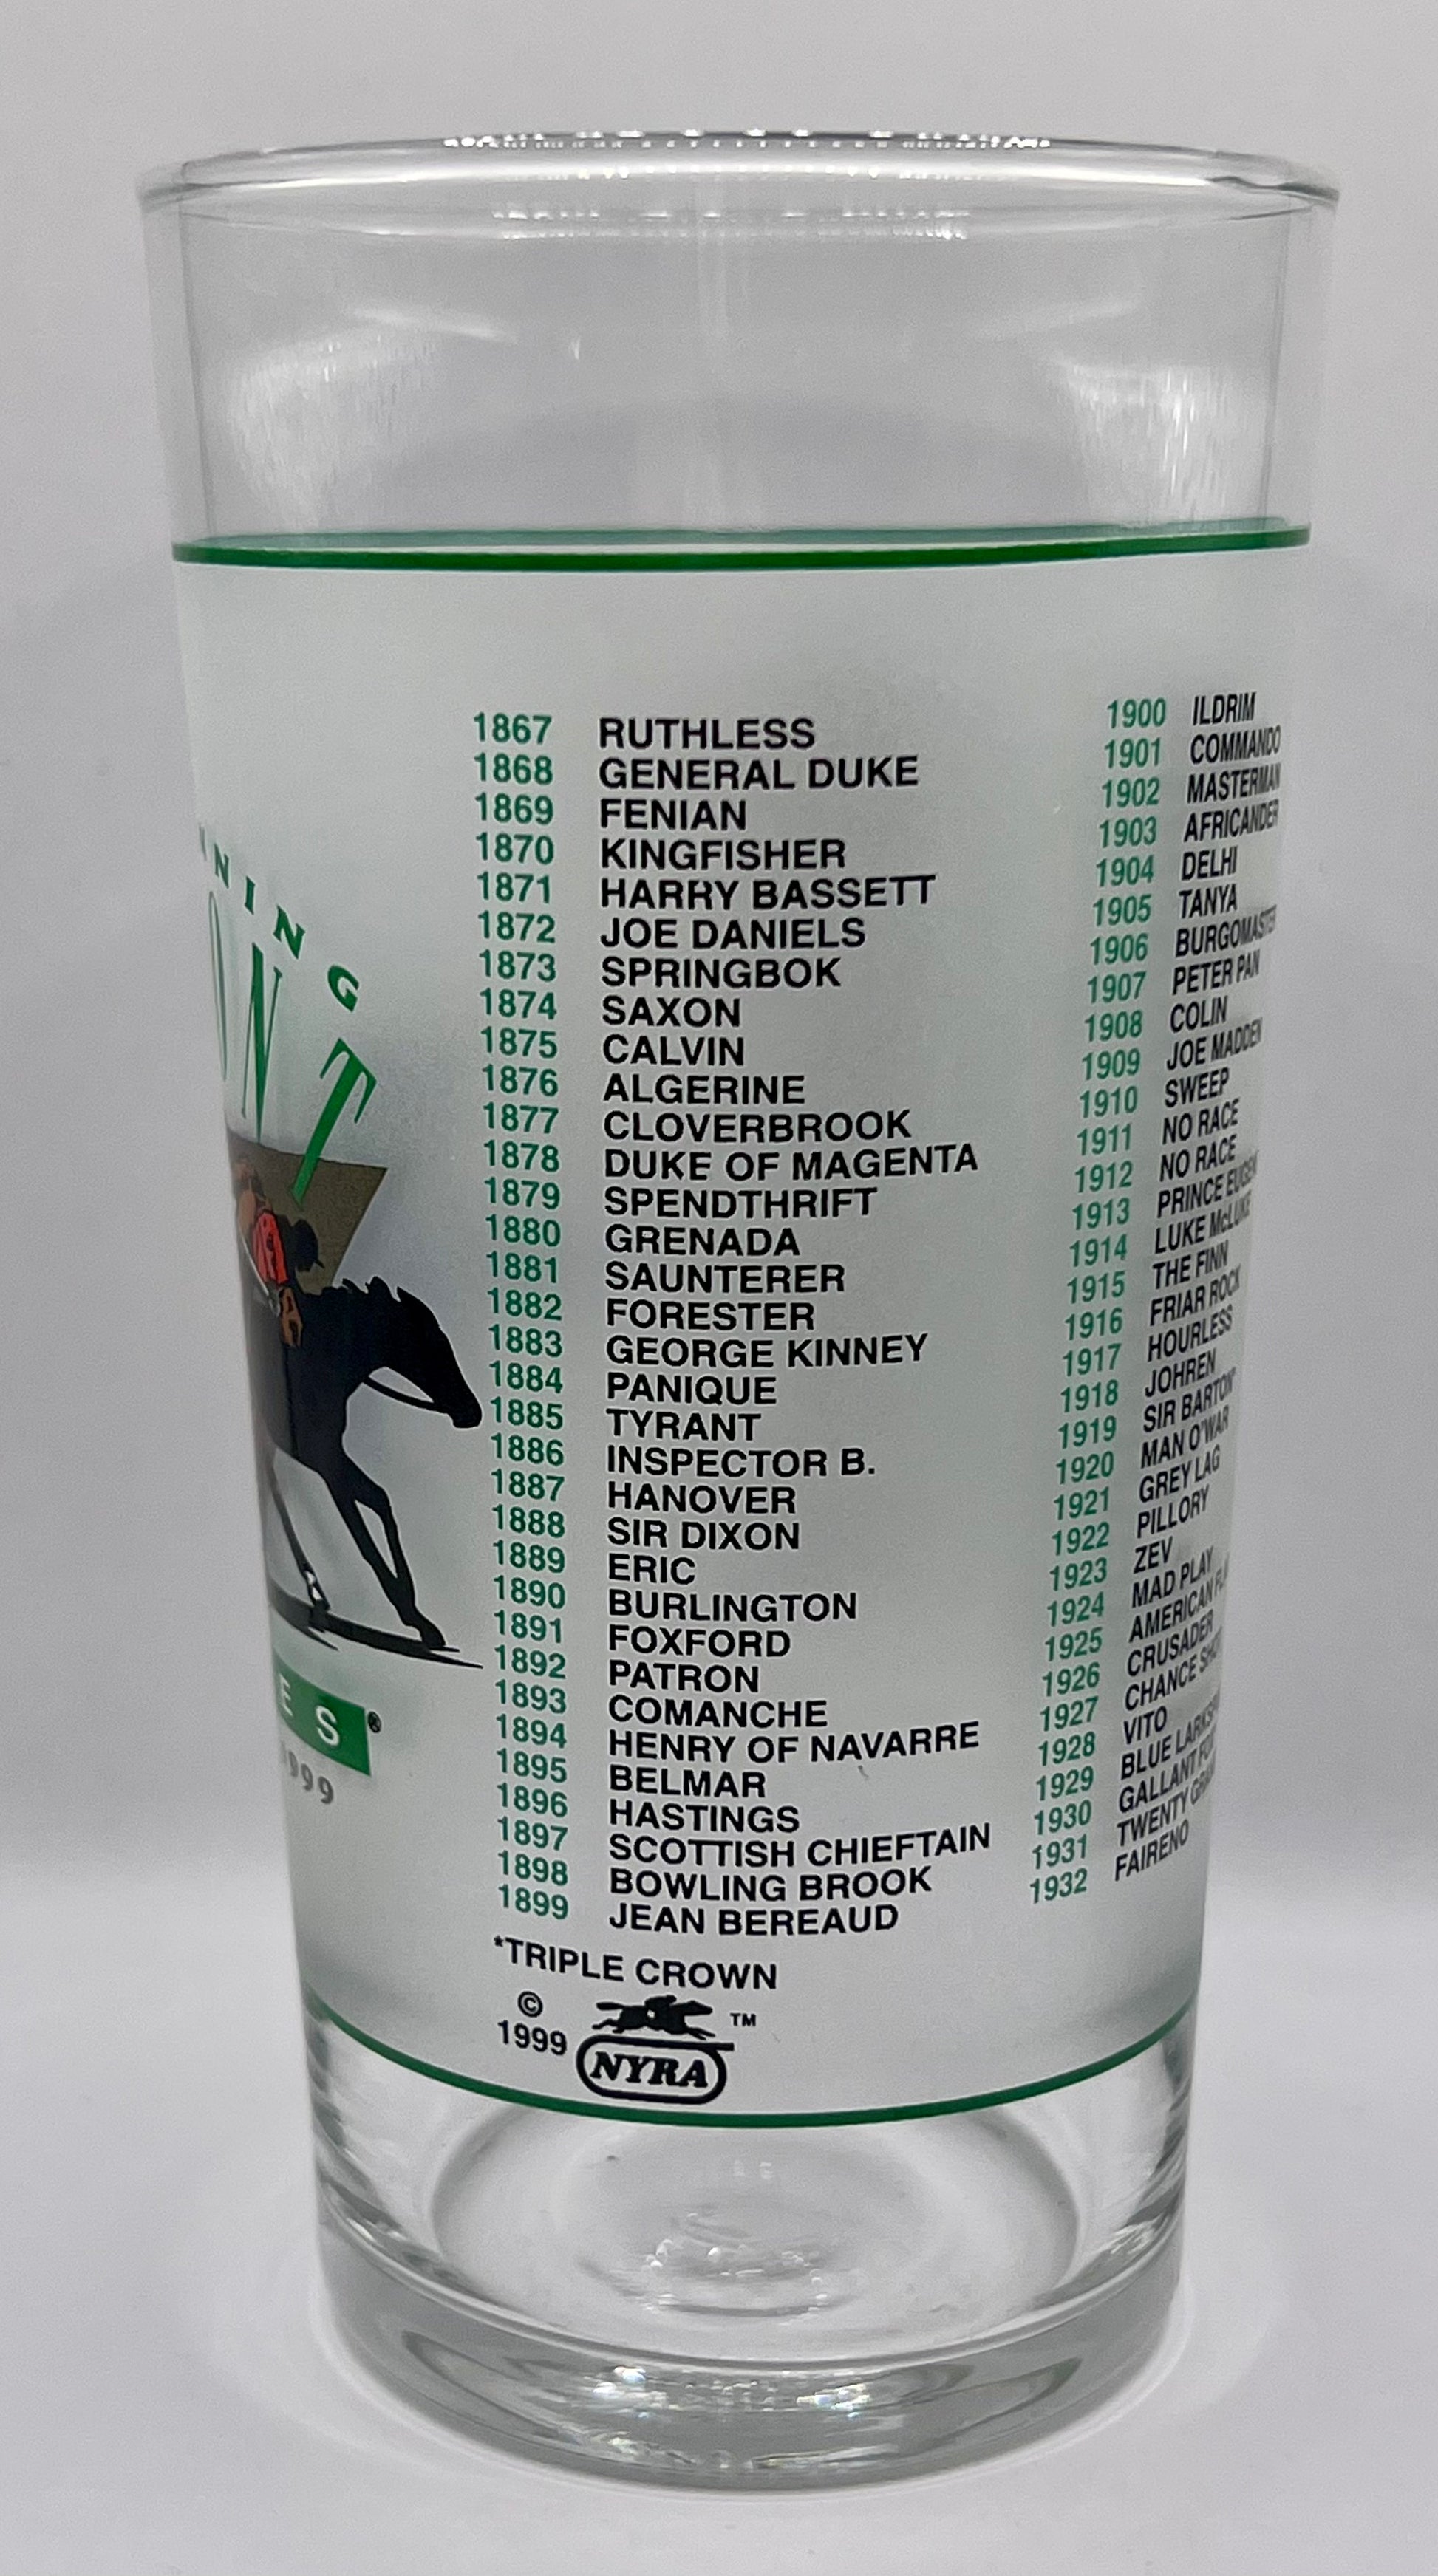 NING
ONT
ES®
1999
1867 RUTHLESS
1868 GENERAL DUKE
1869 FENIAN
1870 KINGFISHER
1871 HARRY BASSETT
1872 JOE DANIELS
1873 SPRINGBOK
1874 SAXON
1875 CALVIN
1876 ALGERINE
1877 CLOVERBROOK
1878 DUKE OF MAGENTA
1879 SPENDTHRIFT
1880 GRENADA
1881 SAUNTERER
1882 FORESTER
1883 GEORGE KINNEY
1884 PANIQUE
1885 TYRANT
1886 INSPECTOR B.
1887 HANOVER
1888 SIR DIXON
1889 ERIC
1890 BURLINGTON
1891 FOXFORD
1892 PATRON
1893 COMANCHE
1894 HENRY OF NAVARRE
1895 BELMAR
1896 HASTINGS
1897 SCOTTISH CHIEFTAIN
1898 BOWLING BROOK
1899 JEAN BEREAUD
*TRIPLE CROWN
© 1999 NYRA ™
1900 ILDRIM
1901 COMMANDO
1902 MASTERMAN
1903 AFRICANDER
1904 DELHI
1905 TANYA
1906 BURGOMASTER
1907 PETER PAN
1908 COLIN
1909 JOE MADDEN
1910 SWEEP
1911 NO RACE
1912 NO RACE
1913 PRINCE EUGEN
1914 LUKE McLUKE
1915 THE FINN
1916 FRIAR ROCK
1917 HOURLESS
1918 JOHREN
1919 SIR BARTON*
1920 MAN O'WAR
1921 GREY LAG
1922 PILLORY
1923 ZEV
1924 MAD PLAY
1925 AMERICAN
1926 CRUSADER
1927 CHANCE
1928 VITO
1929 BLUE
1930 GALLANT
1931 TWENTY
1932 FAIRENO